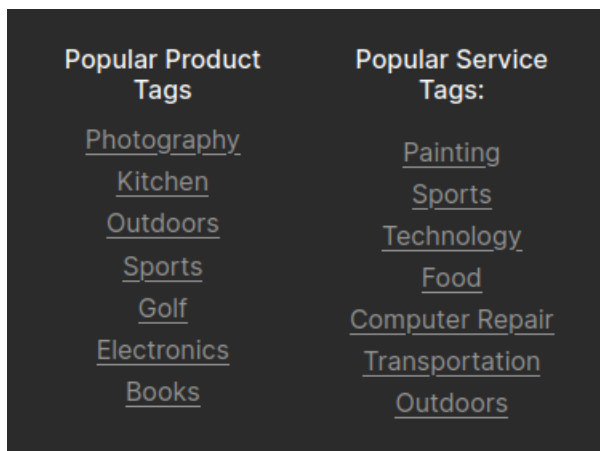 Popular Product
Tags
Photography
Kitchen
Outdoors
Sports
Golf
Electronics
Books
Popular Service
Tags:
Painting
Sports
Technology
Food
Computer Repair
Transportation
Outdoors